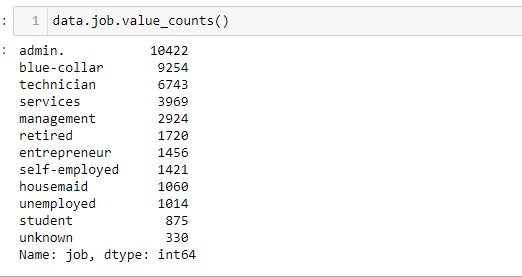 : 1 data.job.value_counts()
: admin. 10422
blue-collar 9254
technician 6743
services 3969
management 2924
retired 1720
entrepreneur 1456
self-employed 1421
housemaid 1060
unemployed 1014
student 875
unknown 330
Name: job, dtype: int64